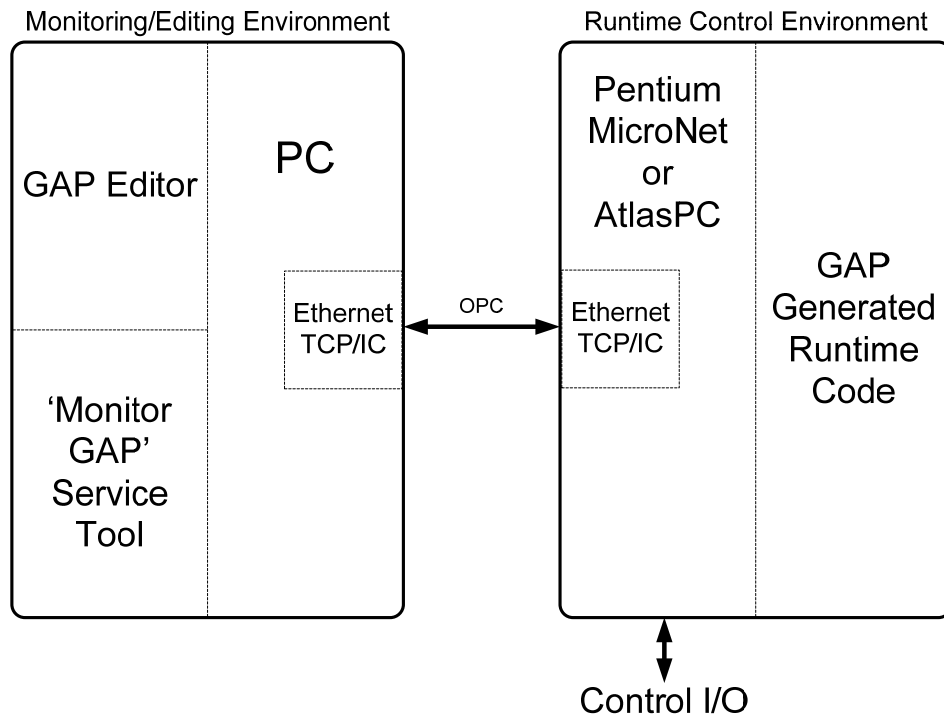 Monitoring/Editing Environment
GAP Editor
PC
Ethernet
TCP/IC
‘Monitor
GAP’
Service
Tool
OPC
Runtime Control Environment
Pentium
MicroNet
or
AtlasPC
Ethernet
TCP/IC
GAP
Generated
Runtime
Code
Control I/O